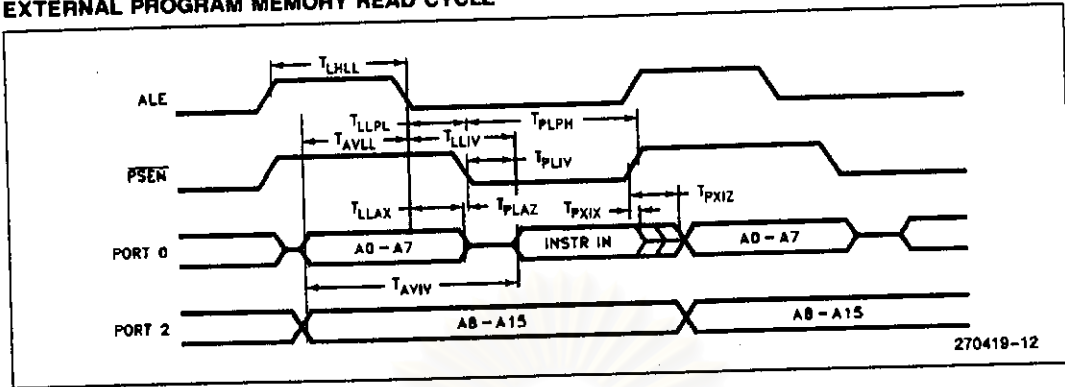 EXTERNAL PROGRAM MEMORY READ CYCLE
TLHLL
ALE
TLLPL
TPLPH
TAVLL
TLLIV
PSEN
TPLIV
TPXIZ
TLLAX
TPLAZ
TPXIX
PORT 0
A0-A7
INSTR IN
A0-A7
TAVIV
PORT 2
A8-A15
A8-A15
270419-12